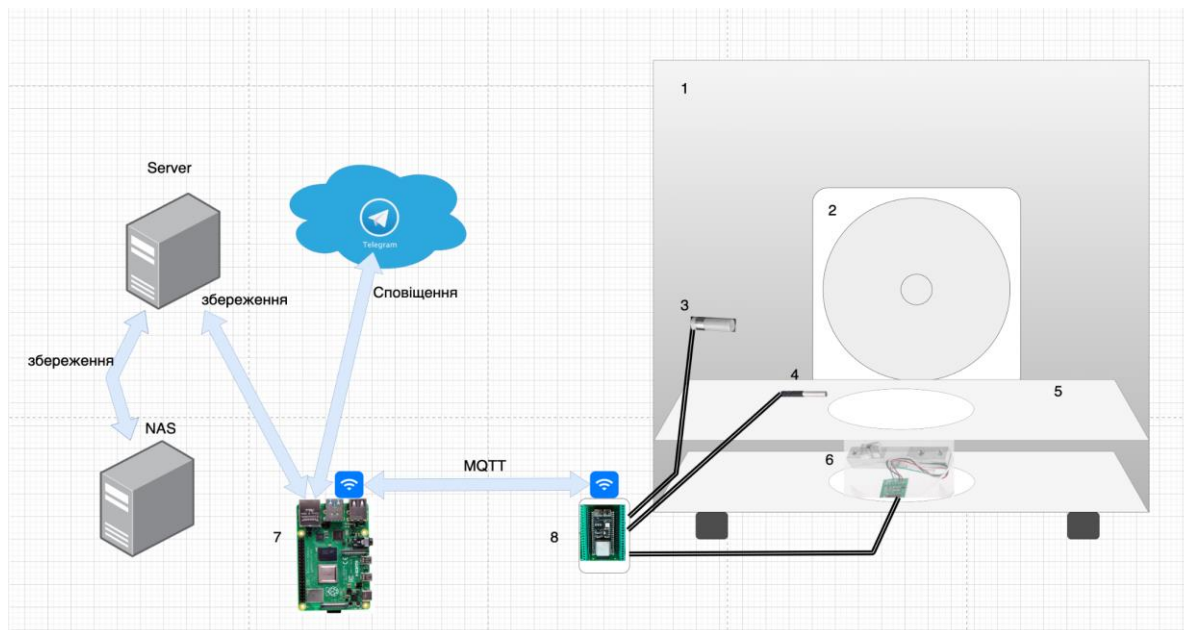 1
Server
2
Telegram
Сповіщення
збереження
3
збереження
4
5
NAS
6
MQTT
7
8